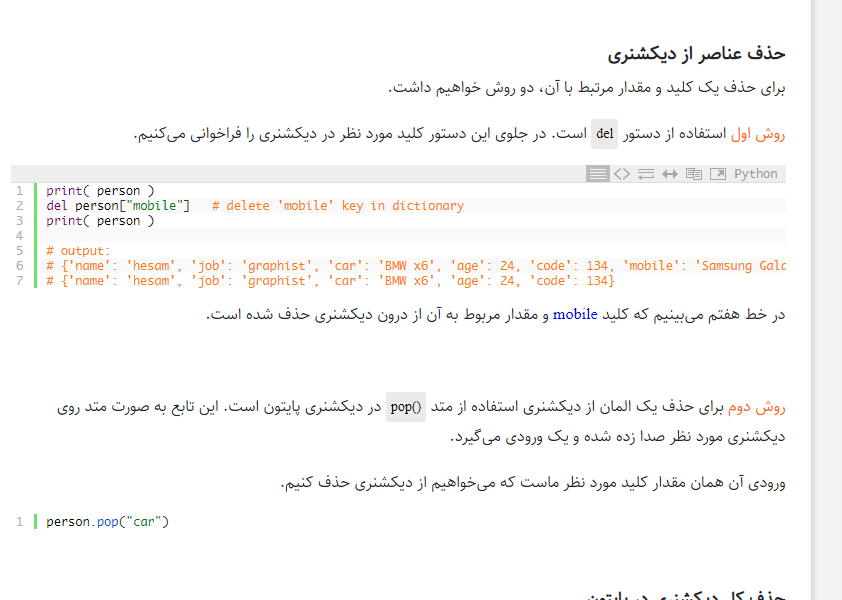 حذف عناصر از دیکشنری
برای حذف یک کلید و مقدار مرتبط با آن، دو روش خواهیم داشت.
روش اول استفاده از دستور del است. در جلوی این دستور کلید مورد نظر در دیکشنری را فراخوانی می‌کنیم.
Python
1 print( person )
2 del person["mobile"]   # delete 'mobile' key in dictionary
3 print( person )
4
5 # output:
6 # {'name': 'hesam', 'job': 'graphist', 'car': 'BMW x6', 'age': 24, 'code': 134, 'mobile': 'Samsung Gala
7 # {'name': 'hesam', 'job': 'graphist', 'car': 'BMW x6', 'age': 24, 'code': 134}
در خط هفتم می‌بینیم که کلید mobile و مقدار مربوط به آن از درون دیکشنری حذف شده است.
روش دوم برای حذف یک المان از دیکشنری استفاده از متد pop() در دیکشنری پایتون است. این تابع به صورت متد روی
دیکشنری مورد نظر صدا زده شده و یک ورودی می‌گیرد.
ورودی آن همان مقدار کلید مورد نظر ماست که می‌خواهیم از دیکشنری حذف کنیم.
1 person.pop("car")
حذف کل دیکشنری در پایتون